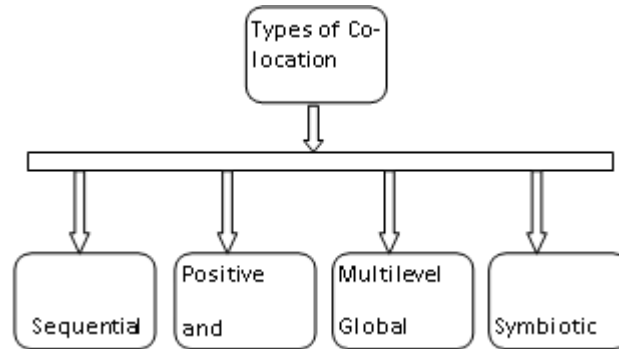 Types of Co-
location
Sequential
Positive
and
Multilevel
Global
Symbiotic